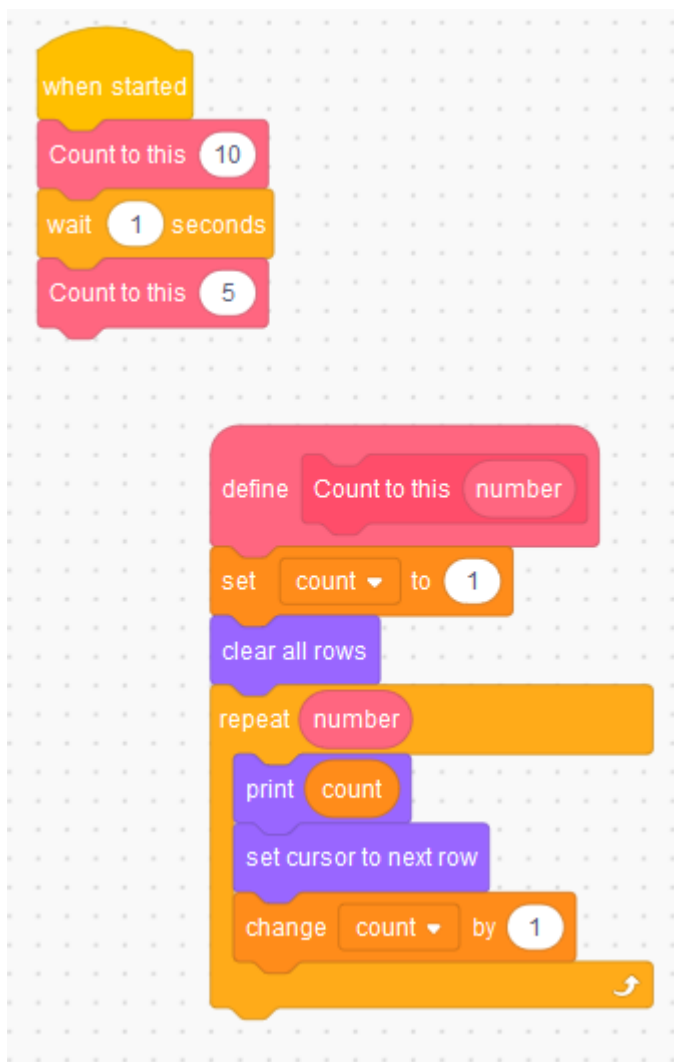 when started
Count to this 10
wait 1 seconds
Count to this 5
define Count to this number
set count to 1
clear all rows
repeat number
print count
set cursor to next row
change count by 1